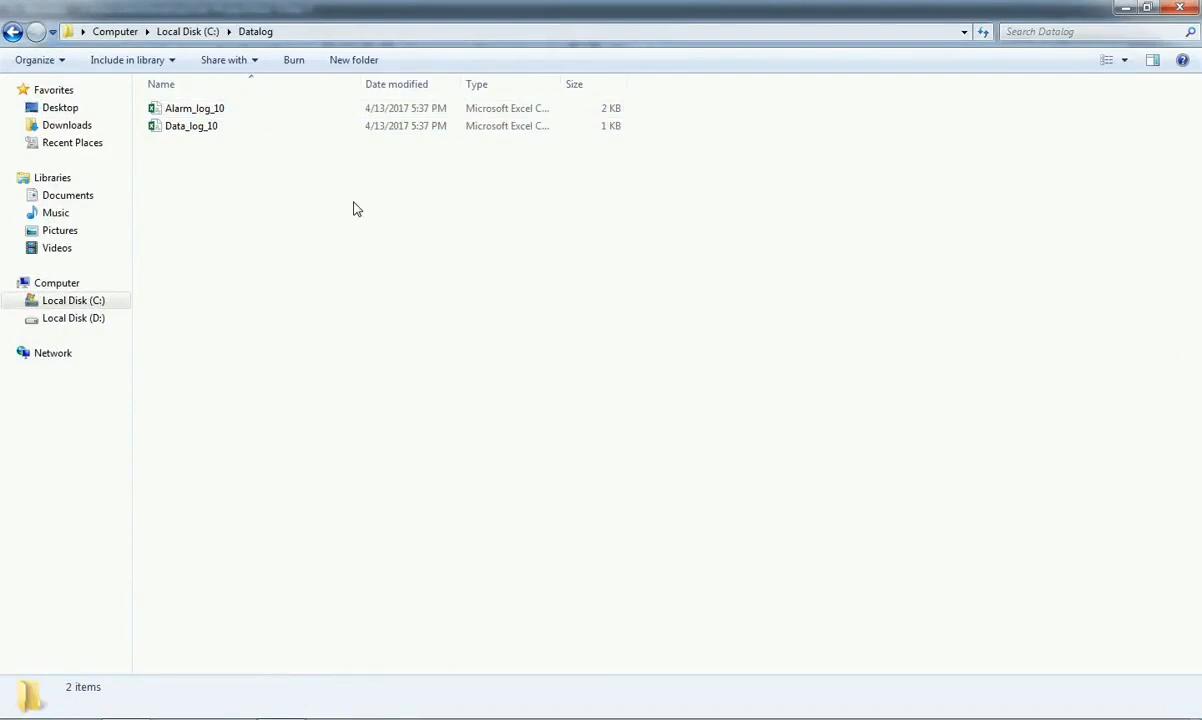 Computer Local Disk (C:) Datalog
Search Datalog
Organize Include in library Share with Burn New folder
Name Date modified Type Size
Alarm_log_10 4/13/2017 5:37 PM Microsoft Excel C... 2 KB
Data_log_10 4/13/2017 5:37 PM Microsoft Excel C... 1 KB
Favorites
Desktop
Downloads
Recent Places
Libraries
Documents
Music
Pictures
Videos
Computer
Local Disk (C:)
Local Disk (D:)
Network
2 items